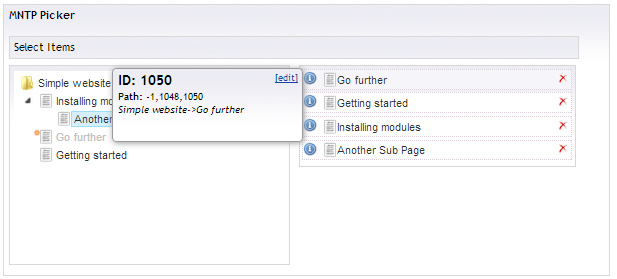 MNTP Picker
Select Items
Simple website
Installing mo
Another
Go further
Getting started
ID: 1050
[edit]
Path: -1,1048,1050
Simple website->Go further
Go further
Getting started
Installing modules
Another Sub Page